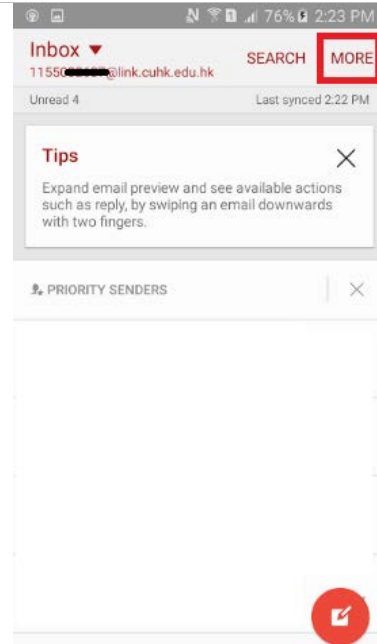 76% 2:23 PM
Inbox
SEARCH MORE
@link.cuhk.edu.hk
Unread 4 Last synced 2:22 PM
Tips
Expand email preview and see available actions
such as reply, by swiping an email downwards
with two fingers.
PRIORITY SENDERS